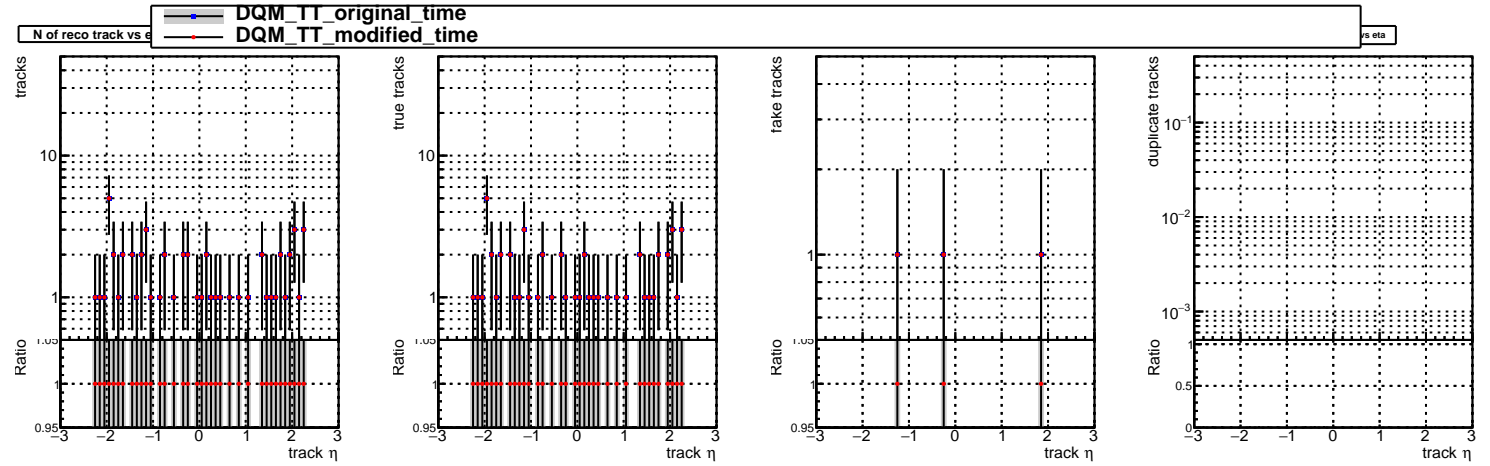 DQM_TT_original_time
DQM_TT_modified_time
N of reco track vs e
vs eta
tracks
10
1
Ratio
1.05
1
0.95
−3 −2 −1 0 1 2 3
track η
true tracks
10
1
Ratio
1.05
1
0.95
−3 −2 −1 0 1 2 3
track η
fake tracks
1
Ratio
1.05
1
0.95
−3 −2 −1 0 1 2 3
track η
duplicate tracks
10−1
10−2
10−3
Ratio
1
0.5
0
−3 −2 −1 0 1 2 3
track η